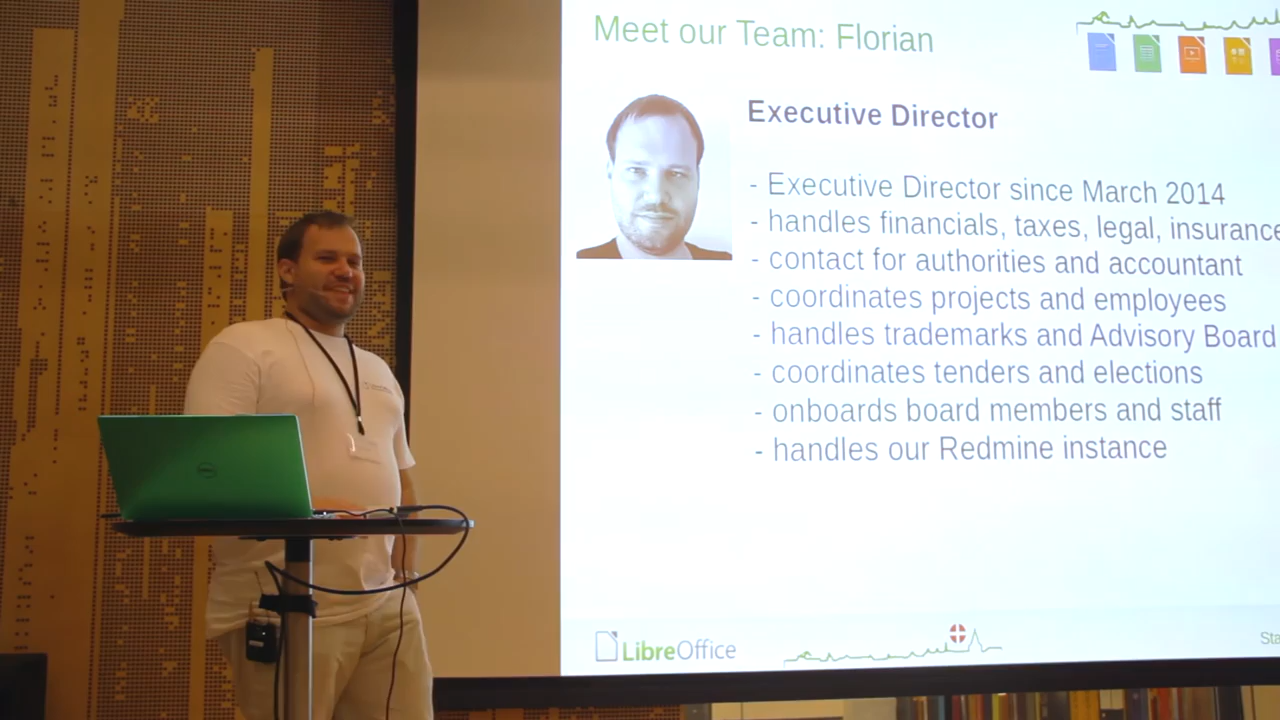 Meet our Team: Florian
Executive Director
- Executive Director since March 2014
- handles financials, taxes, legal, insurance
- contact for authorities and accountant
- coordinates projects and employees
- handles trademarks and Advisory Board
- coordinates tenders and elections
- onboards board members and staff
- handles our Redmine instance
LibreOffice
DELL